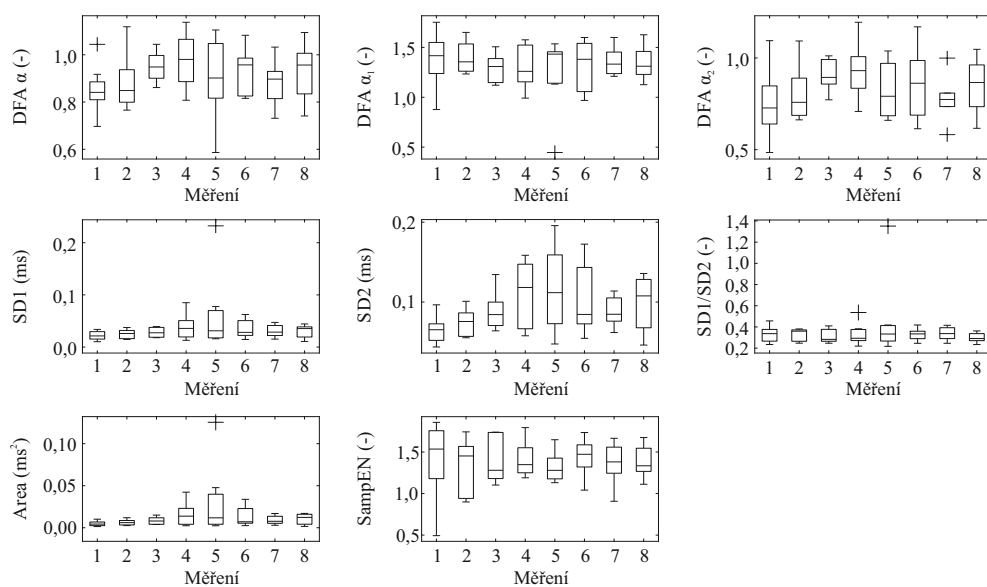 DFA α (-)
1,0
0,8
0,6
1 2 3 4 5 6 7 8
Měření
DFA α₁ (-)
1,5
1,0
0,5
1 2 3 4 5 6 7 8
Měření
DFA α₂ (-)
1,0
0,5
1 2 3 4 5 6 7 8
Měření
SD1 (ms)
0,2
0,1
0,0
1 2 3 4 5 6 7 8
Měření
SD2 (ms)
0,2
0,1
1 2 3 4 5 6 7 8
Měření
SD1/SD2 (-)
1,4
1,2
1,0
0,8
0,6
0,4
0,2
1 2 3 4 5 6 7 8
Měření
Area (ms²)
0,10
0,05
0,00
1 2 3 4 5 6 7 8
Měření
SampEN (-)
1,5
1,0
0,5
1 2 3 4 5 6 7 8
Měření